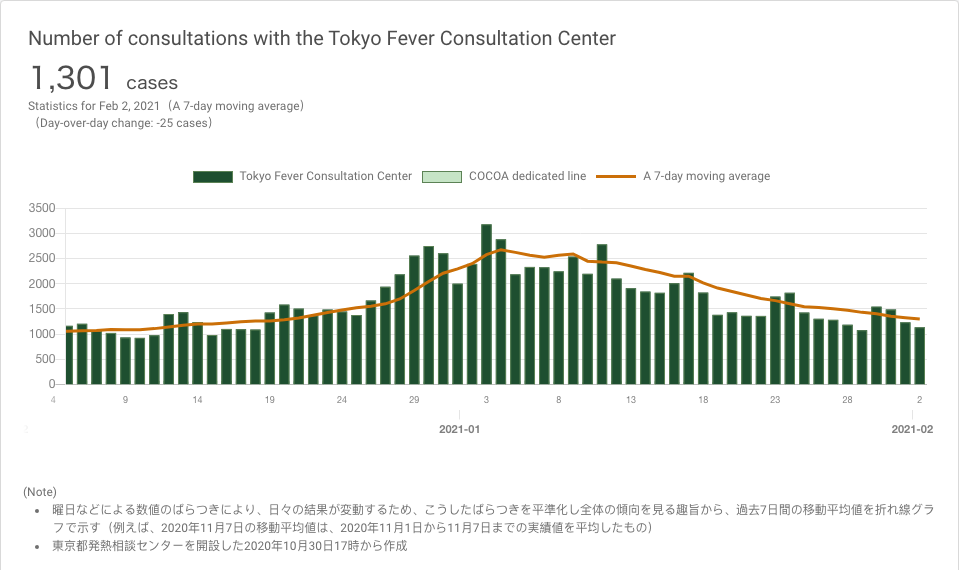 Number of consultations with the Tokyo Fever Consultation Center
1,301 cases
Statistics for Feb 2, 2021（A 7-day moving average）
（Day-over-day change: -25 cases）
Tokyo Fever Consultation Center COCOA dedicated line A 7-day moving average
3500
3000
2500
2000
1500
1000
500
0
4 9 14 19 24 29 3 8 13 18 23 28 2
2021-01 2021-02
(Note)
• 曜日などによる数値のばらつきにより、日々の結果が変動するため、こうしたばらつきを平準化し全体の傾向を見る趣旨から、過去7日間の移動平均値を折れ線グラ
フで示す（例えば、2020年11月7日の移動平均値は、2020年11月1日から11月7日までの実績値を平均したもの）
• 東京都発熱相談センターを開設した2020年10月30日17時から作成